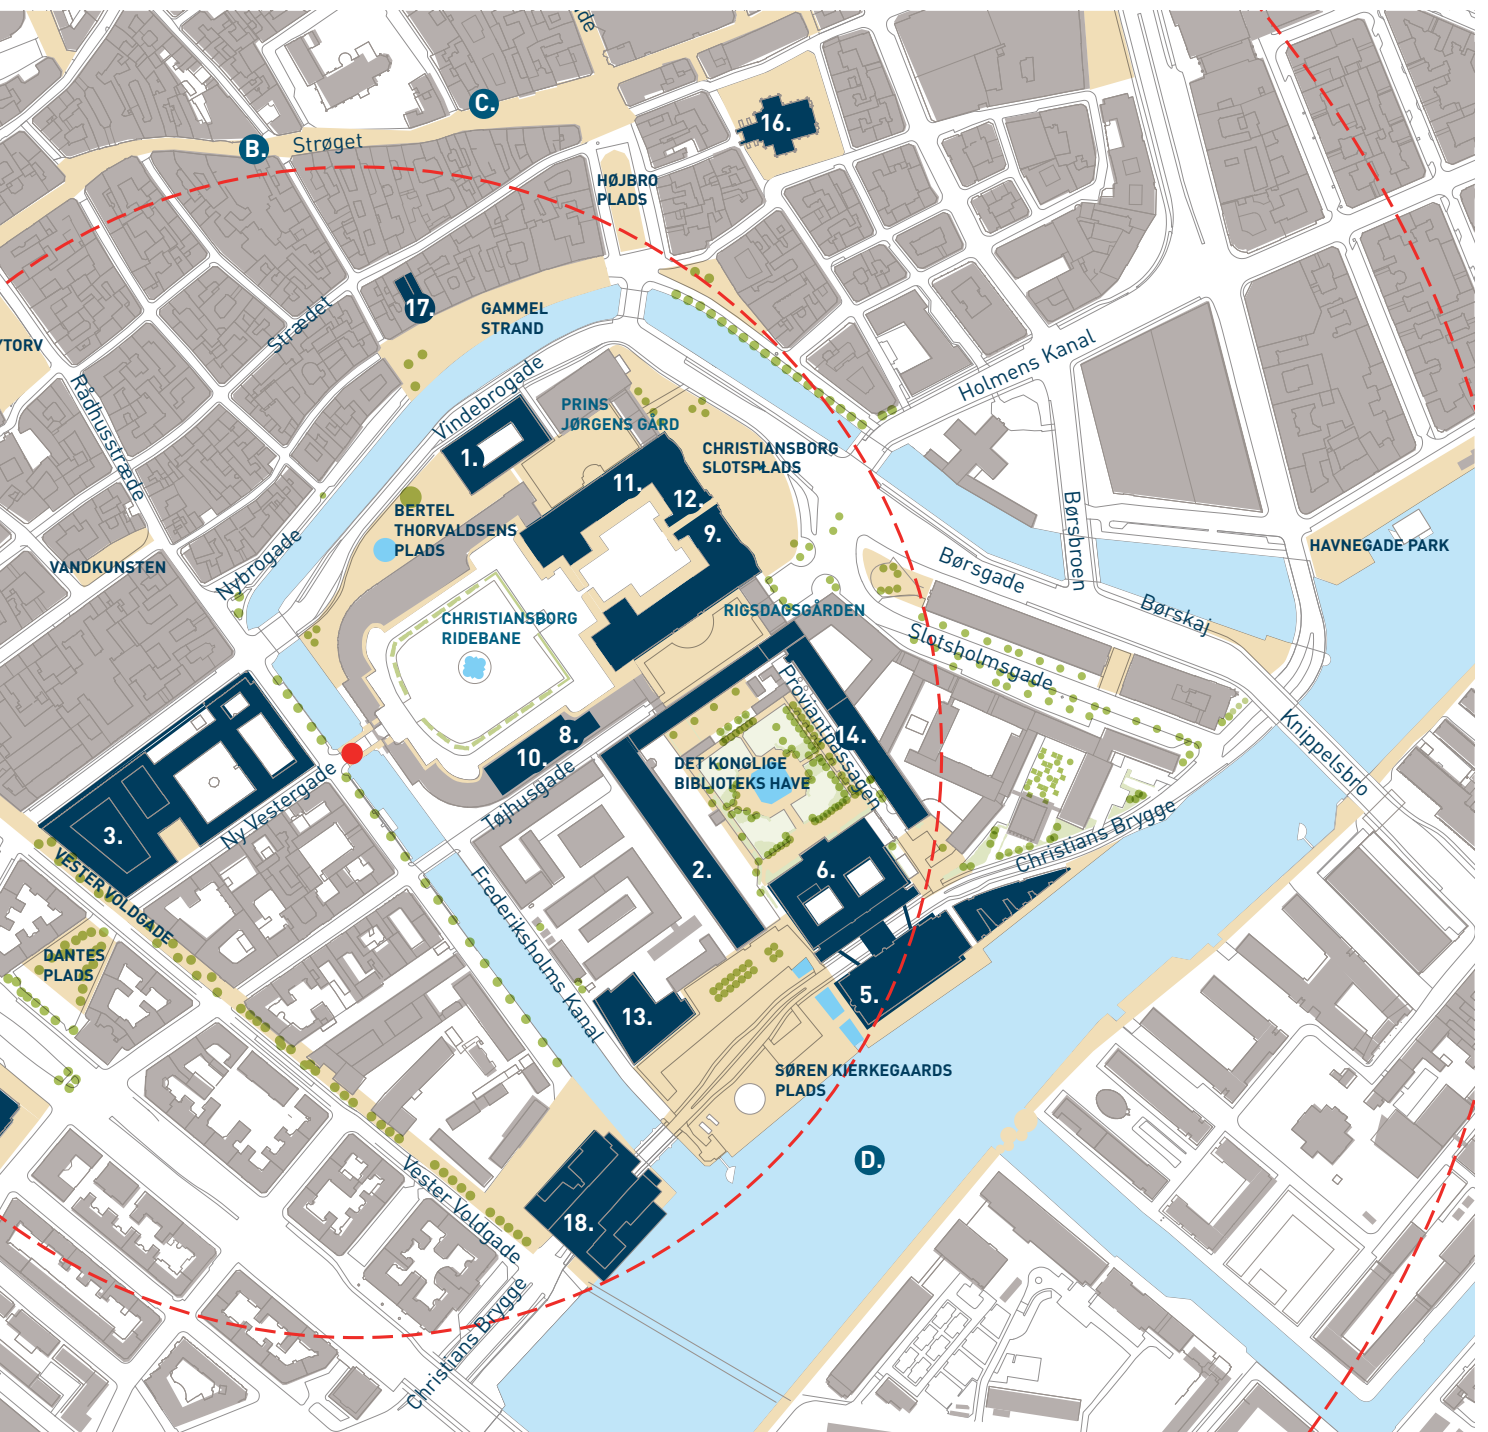 C.
B.
Strøget
16.
HØJBRO
PLADS
17.
GAMMEL
STRAND
Strædet
Holmens Kanal
Rådhusstræde
Vindebrogade
PRINS
JØRGENS GÅRD
1.
CHRISTIANSBORG
SLOTSPLADS
11.
12.
9.
BERTEL
THORVALDSENS
PLADS
Børsbroen
HAVNEGADE PARK
VANDKUNSTEN
Nybrogade
Børsgade
Børskaj
CHRISTIANSBORG
RIDEBANE
RIGSDAGSGÅRDEN
Slotsholmsgade
Proviantpassagen
14.
8.
10.
Tøjhusgade
DET KONGLIGE
BIBLIOTEKS HAVE
Knippelsbro
3.
Ny Vestergade
Christians Brygge
VESTER VOLDGADE
2.
6.
Frederiksholms Kanal
DANTES
PLADS
5.
13.
SØREN KIERKEGAARDS
PLADS
D.
Vester Voldgade
18.
Christians Brygge